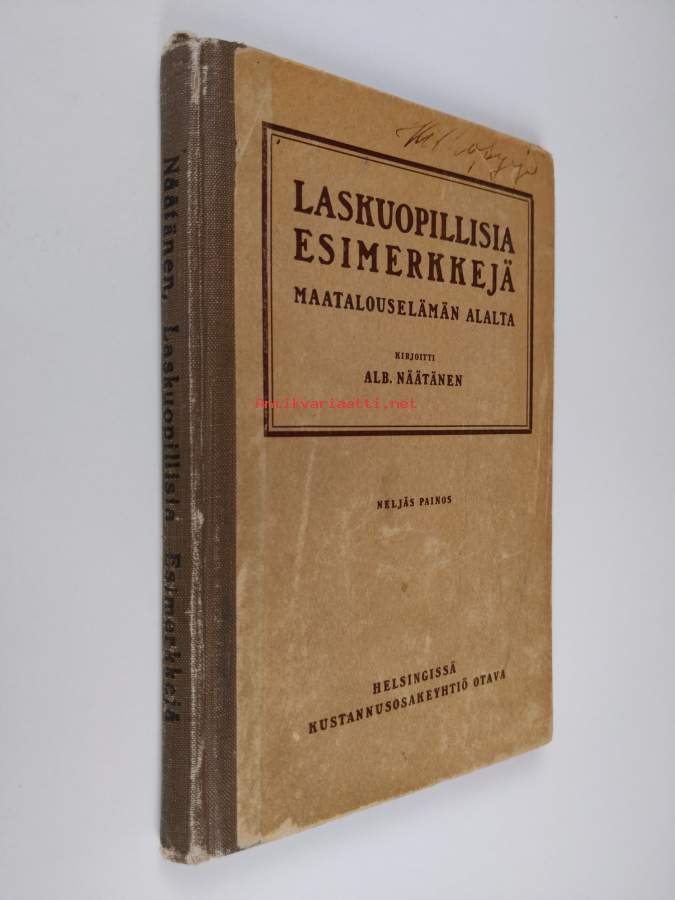 Näätänen, Laskuopillisia Esimerkkejä
LASKUOPILLISIA
ESIMERKKEJÄ
MAATALOUSELÄMÄN ALALTA
KIRJOITTI
ALB. NÄÄTÄNEN
Antikvariaatti.net
NELJÄS PAINOS
HELSINGISSÄ
KUSTANNUSOSAKEYHTIÖ OTAVA